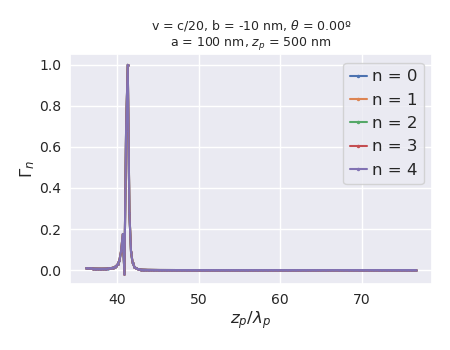 v = c/20, b = -10 nm, θ = 0.00º
a = 100 nm, z_p = 500 nm
1.0
0.8
0.6
0.4
0.2
0.0
Γ_n
n = 0
n = 1
n = 2
n = 3
n = 4
40 50 60 70
z_p/λ_p